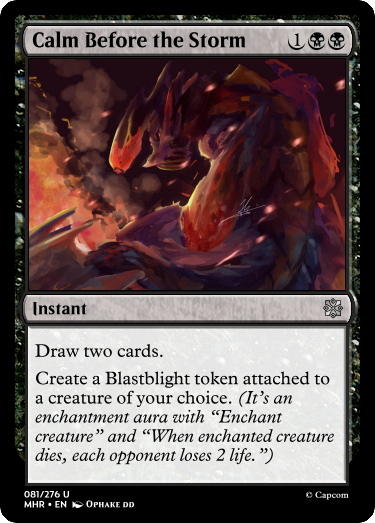 Calm Before the Storm 1
Instant
Draw two cards.
Create a Blastblight token attached to
a creature of your choice. (It's an
enchantment aura with “Enchant
creature” and “When enchanted creature
dies, each opponent loses 2 life.”)
081/276 U
MHR • EN OPHAKE DD
© Capcom